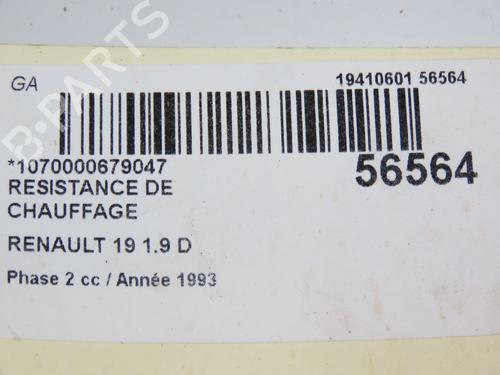 GA
19410601 56564
*1070000679047
56564
RESISTANCE DE
CHAUFFAGE
RENAULT 19 1.9 D
Phase 2 cc / Année 1993
B-PARTS